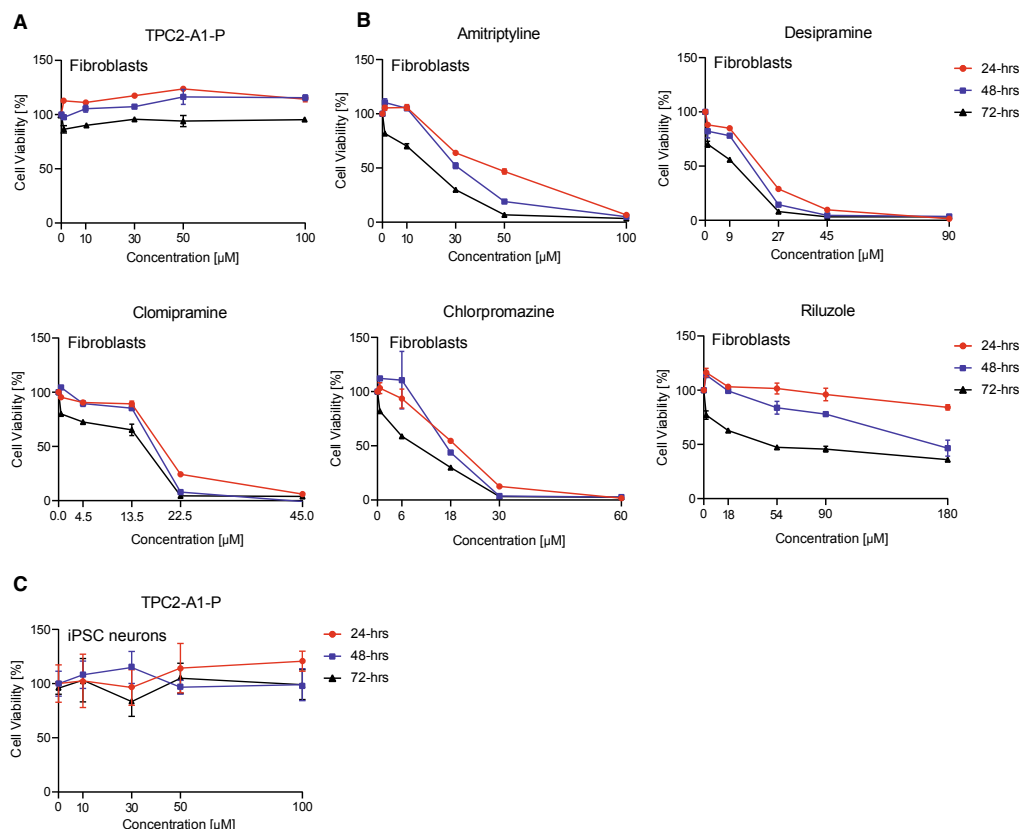 A
TPC2-A1-P
Fibroblasts
Cell Viability [%]
150
100
50
0
0 10 30 50 100
Concentration [µM]
B
Amitriptyline
Fibroblasts
Cell Viability [%]
150
100
50
0
0 10 30 50 100
Concentration [µM]
Desipramine
Fibroblasts
Cell Viability [%]
150
100
50
0
0 9 27 45 90
Concentration [µM]
24-hrs
48-hrs
72-hrs
Clomipramine
Fibroblasts
Cell Viability [%]
150
100
50
0
0.0 4.5 13.5 22.5 45.0
Concentration [µM]
Chlorpromazine
Fibroblasts
Cell Viability [%]
150
100
50
0
0 6 18 30 60
Concentration [µM]
Riluzole
Fibroblasts
Cell Viability [%]
150
100
50
0
0 18 54 90 180
Concentration [µM]
24-hrs
48-hrs
72-hrs
C
TPC2-A1-P
iPSC neurons
Cell Viability [%]
150
100
50
0
0 10 30 50 100
Concentration [µM]
24-hrs
48-hrs
72-hrs